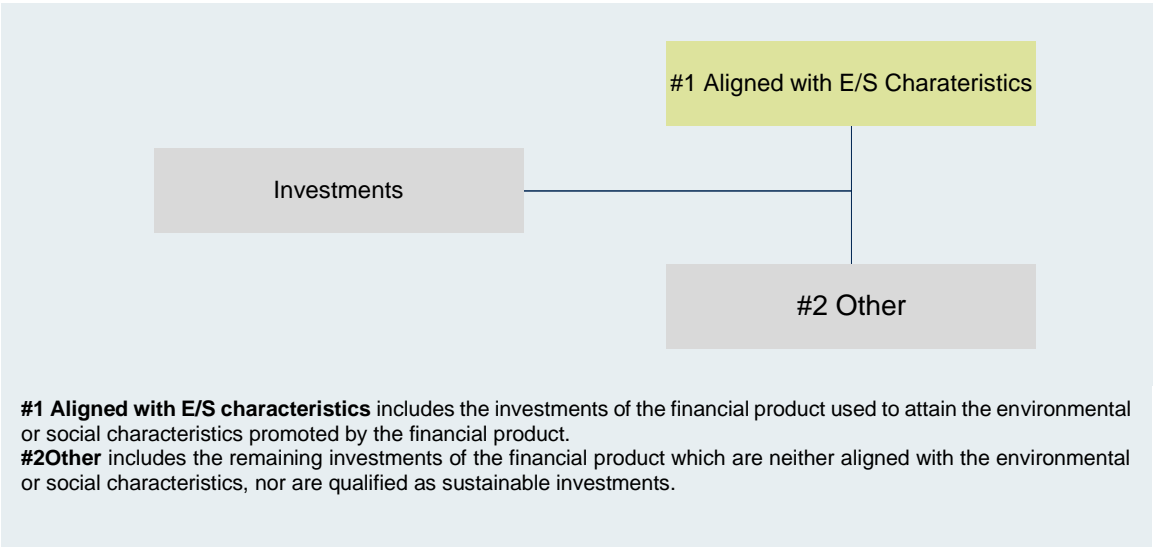 #1 Aligned with E/S Charateristics
Investments
#2 Other
#1 Aligned with E/S characteristics includes the investments of the financial product used to attain the environmental
or social characteristics promoted by the financial product.
#2Other includes the remaining investments of the financial product which are neither aligned with the environmental
or social characteristics, nor are qualified as sustainable investments.